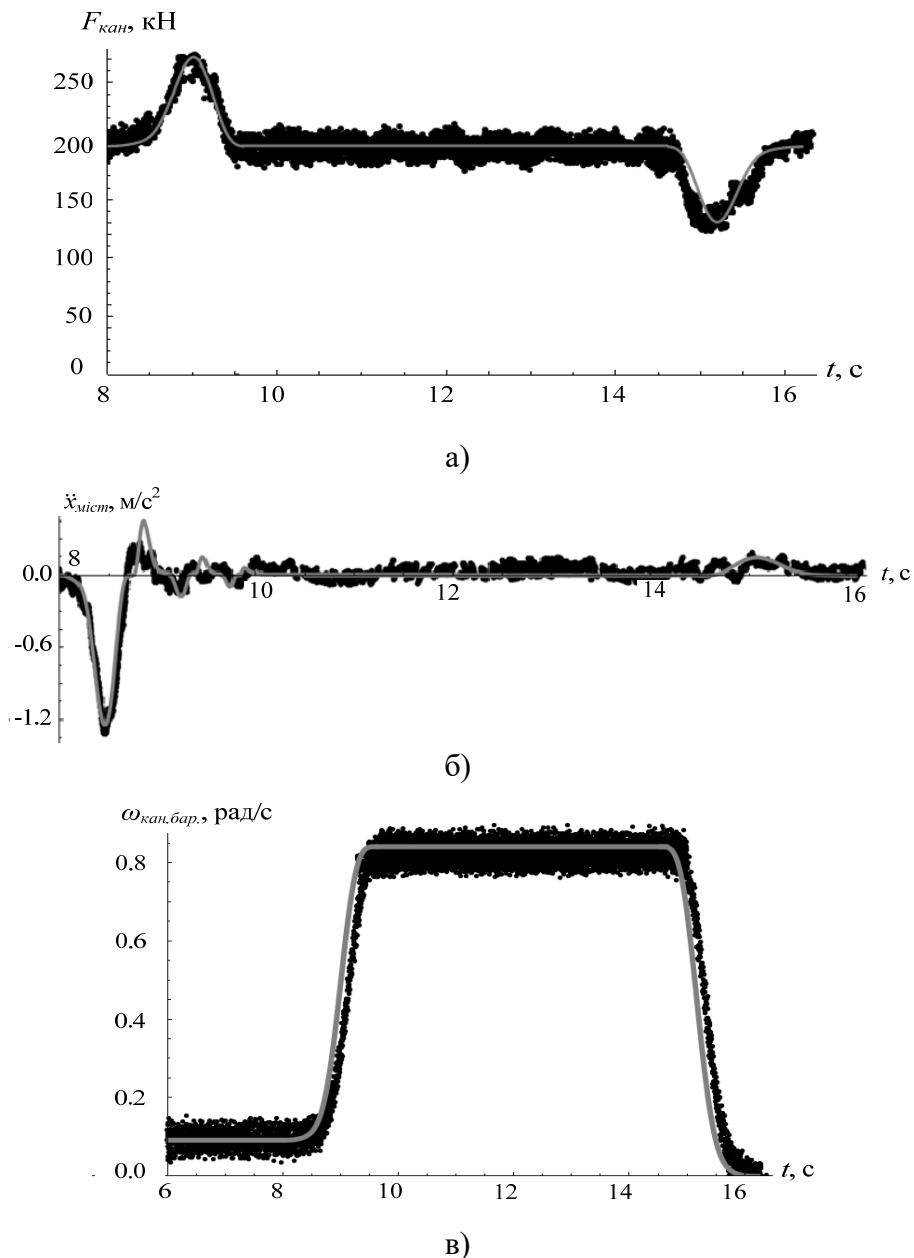 F_кан, кН
250
200
150
100
50
0
8 10 12 14 16 t, с
а)
ẍ_міст, м/с²
8
0.0 10 12 14 16 t, с
-0.6
-1.2
б)
ω_кан.бар., рад/с
0.8
0.6
0.4
0.2
0.0
6 8 10 12 14 16 t, с
в)